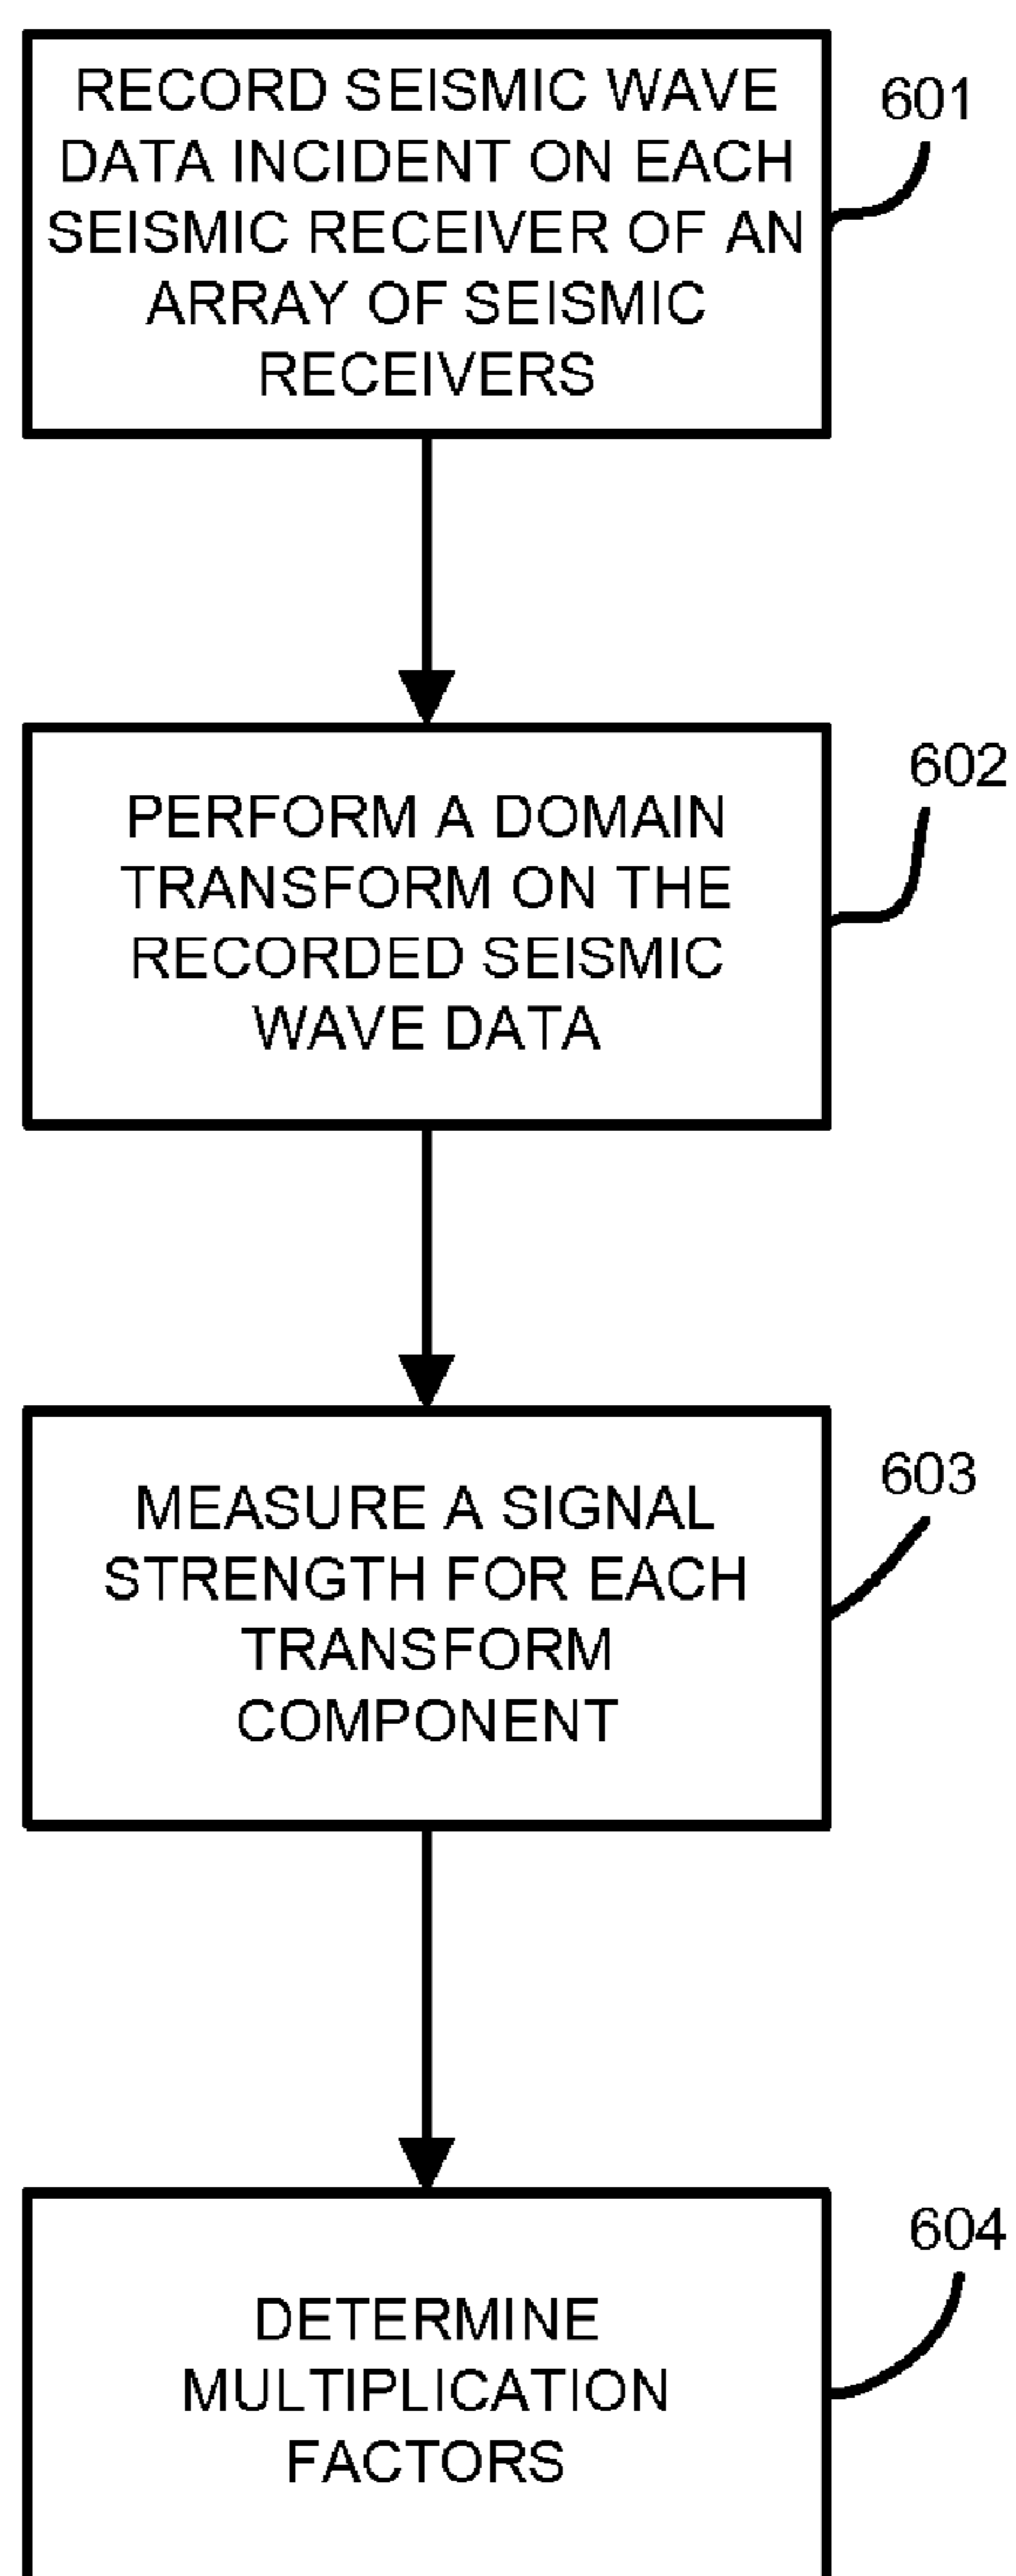 RECORD SEISMIC WAVE
DATA INCIDENT ON EACH
SEISMIC RECEIVER OF AN
ARRAY OF SEISMIC
RECEIVERS
601
PERFORM A DOMAIN
TRANSFORM ON THE
RECORDED SEISMIC
WAVE DATA
602
MEASURE A SIGNAL
STRENGTH FOR EACH
TRANSFORM
COMPONENT
603
DETERMINE
MULTIPLICATION
FACTORS
604